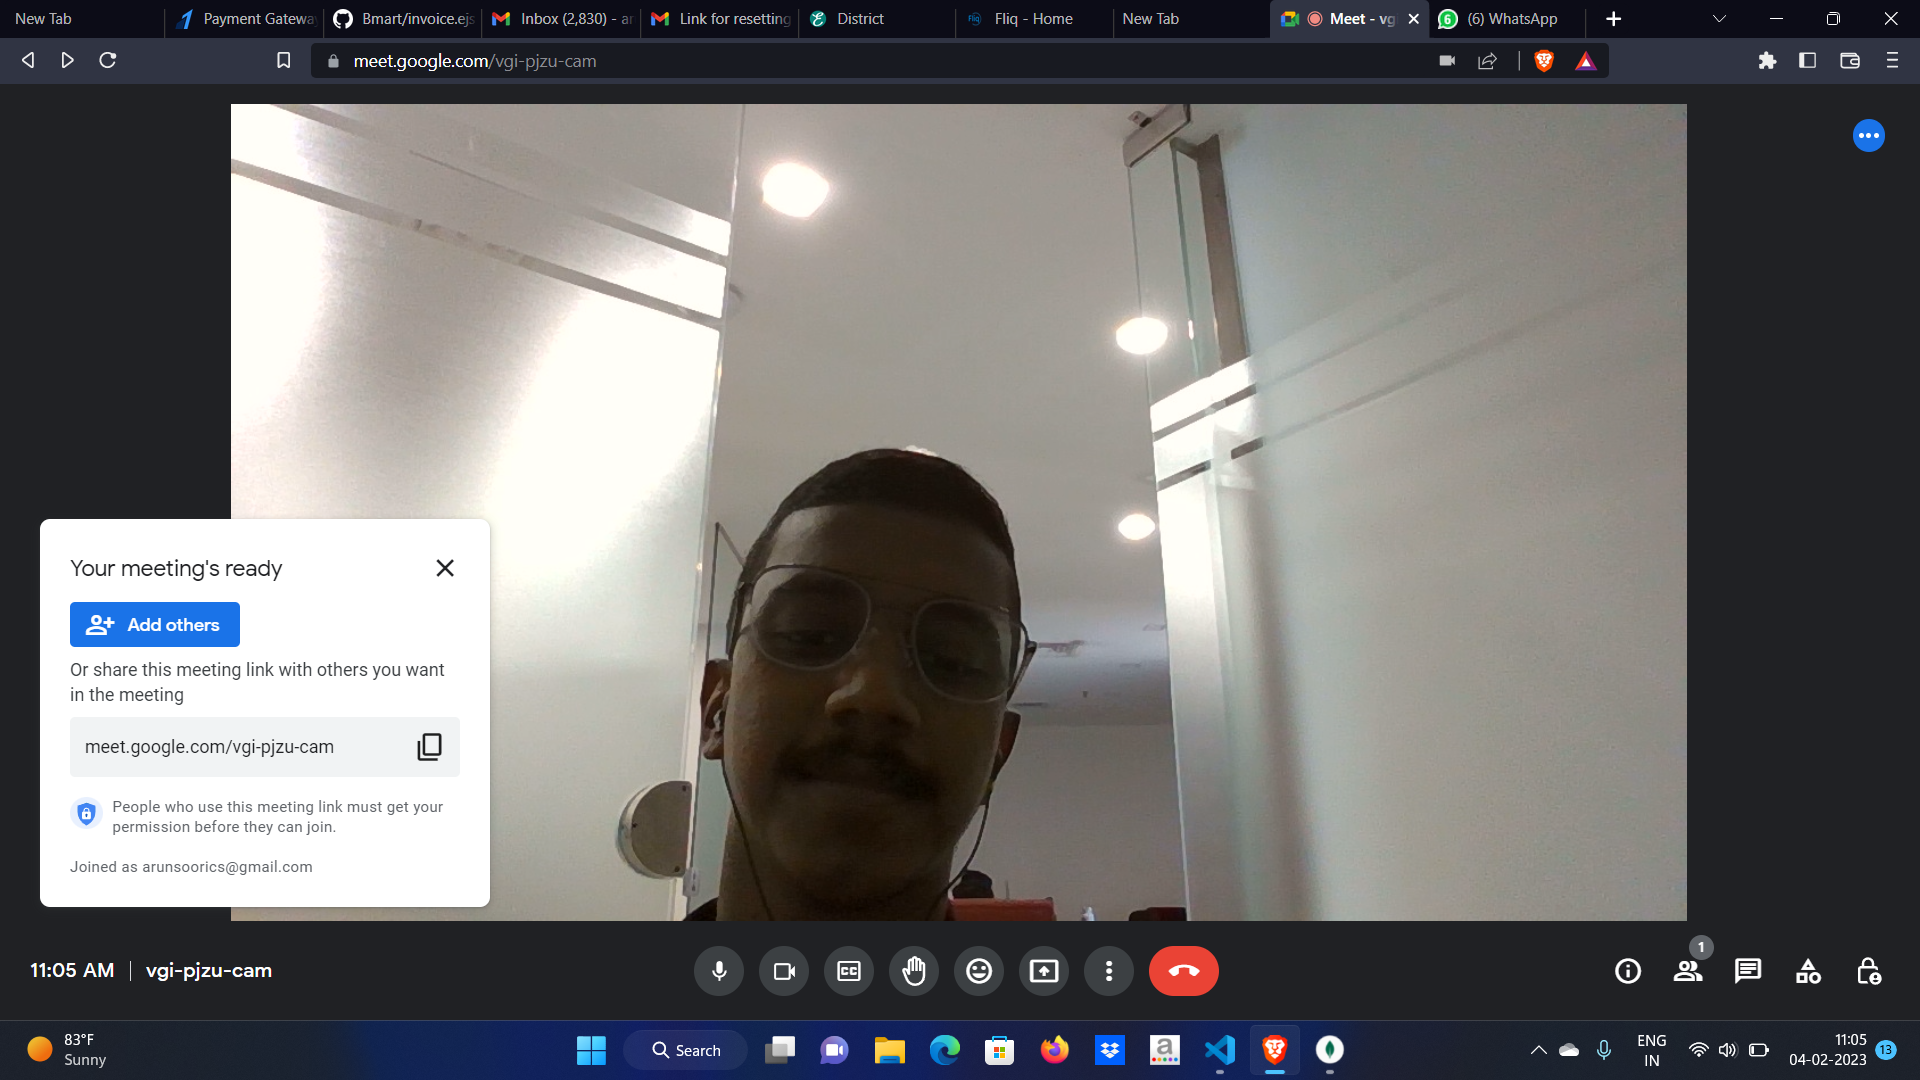 New Tab
Payment Gateway
Bmart/invoice.ejs
Inbox (2,830) - ar
Link for resetting
District
Fliq - Home
New Tab
Meet - vg
(6) WhatsApp
meet.google.com/vgi-pjzu-cam
Your meeting's ready
Add others
Or share this meeting link with others you want
in the meeting
meet.google.com/vgi-pjzu-cam
People who use this meeting link must get your
permission before they can join.
Joined as arunsoorics@gmail.com
11:05 AM | vgi-pjzu-cam
CC
1
83°F
Sunny
Search
ENG
IN
11:05
04-02-2023
13